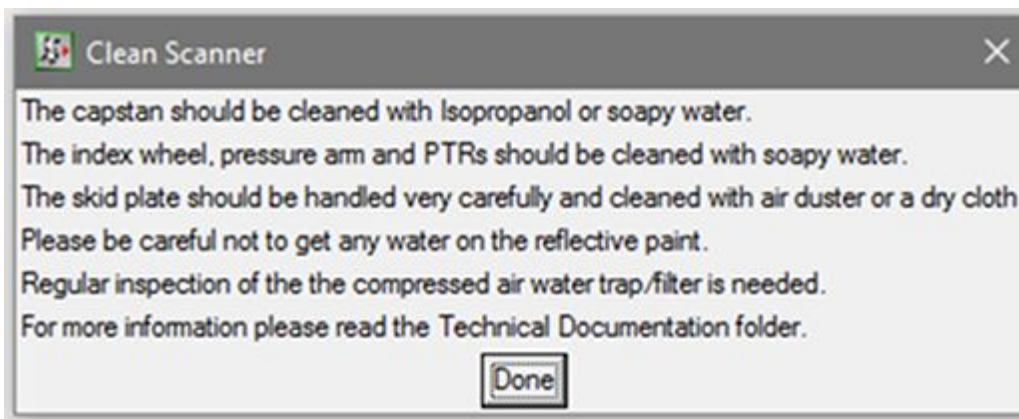 Clean Scanner
The capstan should be cleaned with Isopropanol or soapy water.
The index wheel, pressure arm and PTRs should be cleaned with soapy water.
The skid plate should be handled very carefully and cleaned with air duster or a dry cloth
Please be careful not to get any water on the reflective paint.
Regular inspection of the the compressed air water trap/filter is needed.
For more information please read the Technical Documentation folder.
Done